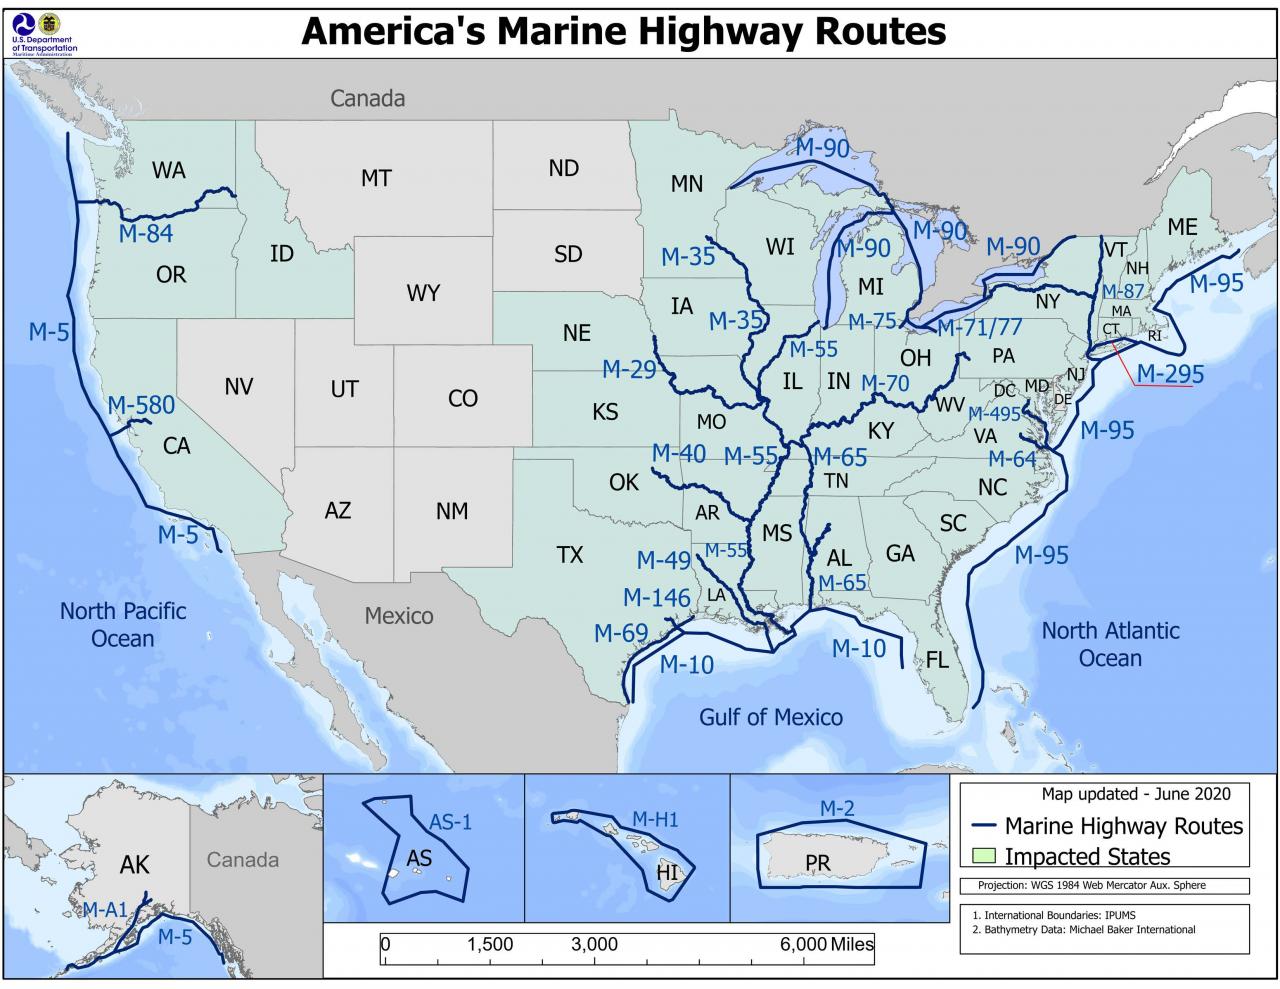 America's Marine Highway Routes
U.S. Department
of Transportation
Maritime Administration
Canada
M-90
WA
MT
ND
MN
ME
M-84
M-35
WI
M-90
M-90
M-90
VT
NH
OR
ID
SD
WY
MI
M-87
M-95
IA
NY
MA
M-5
NE
M-35
M-75
M-71/77
CT
RI
M-55
OH
PA
NV
UT
CO
M-29
IL
IN
M-70
NJ
M-295
DC
MD
DE
M-580
KS
MO
WV
M-495
CA
KY
VA
M-95
M-40
M-55
M-65
M-64
OK
TN
NC
AZ
NM
AR
SC
M-5
MS
TX
M-49
M-55
AL
GA
M-95
M-65
M-146
LA
North Pacific
Ocean
Mexico
M-69
M-10
M-10
FL
North Atlantic
Ocean
Gulf of Mexico
AK
Canada
M-A1
M-5
AS-1
AS
M-H1
HI
M-2
PR
Map updated - June 2020
Marine Highway Routes
Impacted States
Projection: WGS 1984 Web Mercator Aux. Sphere
1. International Boundaries: IPUMS
2. Bathymetry Data: Michael Baker International
0 1,500 3,000 6,000 Miles